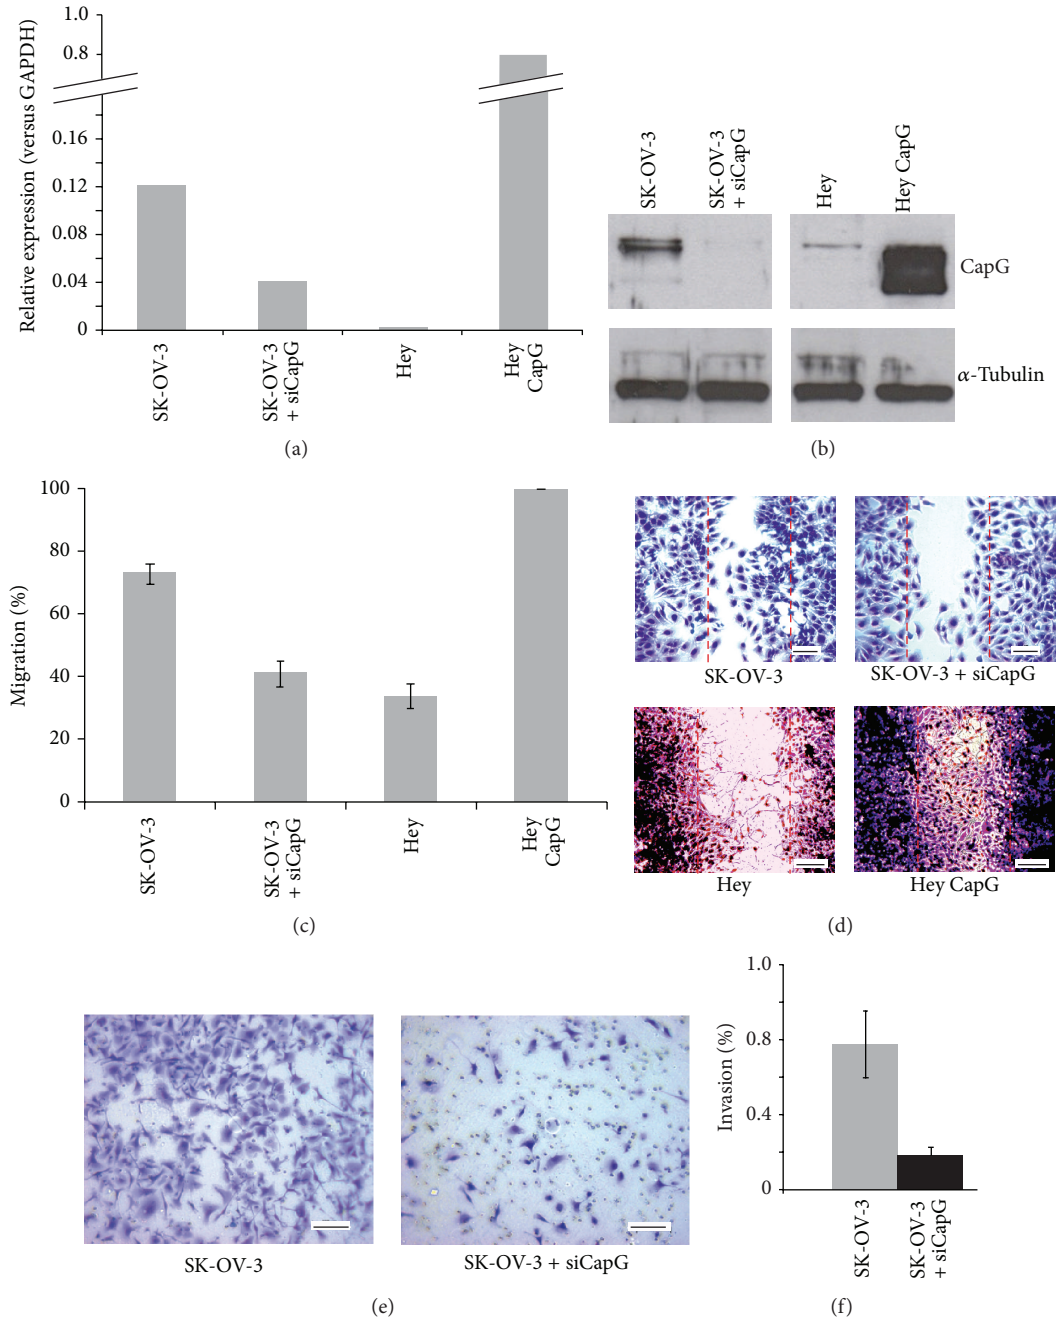 Relative expression (versus GAPDH)
1.0
0.8
0.16
0.12
0.08
0.04
0
SK-OV-3
SK-OV-3
+ siCapG
Hey
Hey
CapG
(a)
SK-OV-3
SK-OV-3
+ siCapG
Hey
Hey CapG
CapG
α-Tubulin
(b)
Migration (%)
100
80
60
40
20
0
SK-OV-3
SK-OV-3
+ siCapG
Hey
Hey
CapG
(c)
SK-OV-3
SK-OV-3 + siCapG
Hey
Hey CapG
(d)
SK-OV-3
SK-OV-3 + siCapG
(e)
Invasion (%)
1.0
0.8
0.4
0
SK-OV-3
SK-OV-3
+ siCapG
(f)